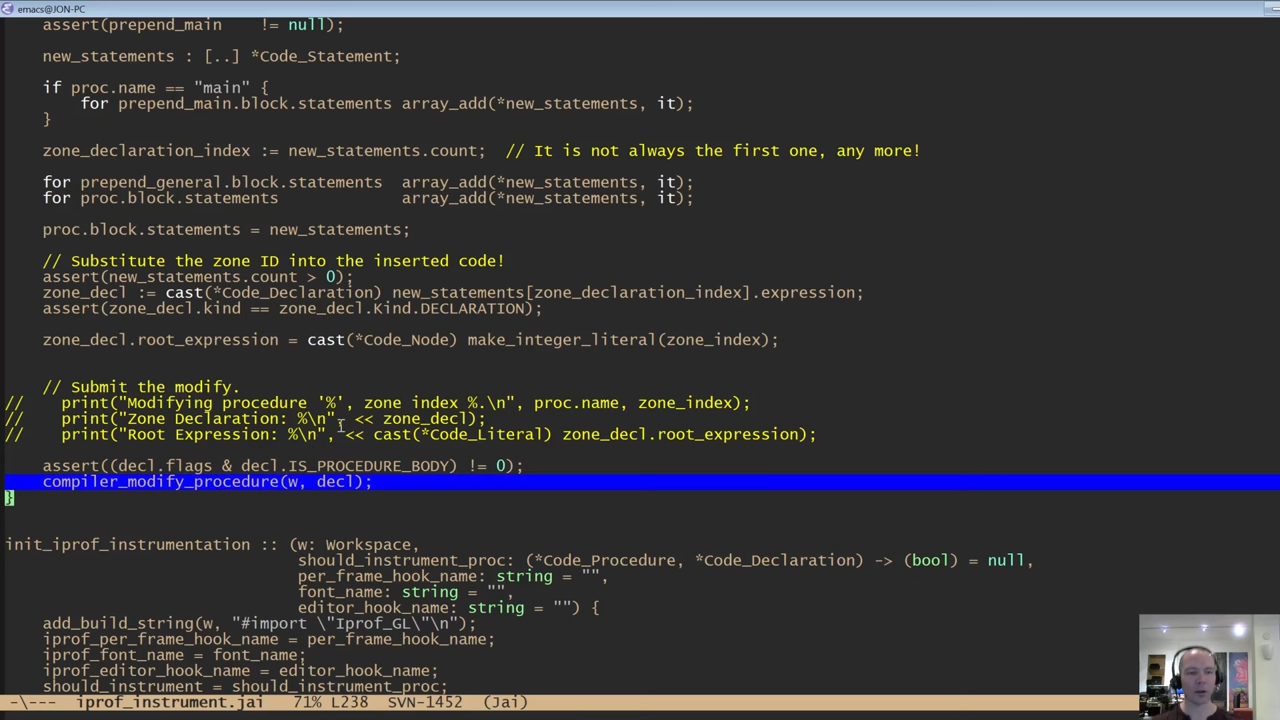 emacs@JON-PC
assert(prepend_main    != null);
new_statements : [..] *Code_Statement;
if proc.name == "main" {
for prepend_main.block.statements array_add(*new_statements, it);
}
zone_declaration_index := new_statements.count;  // It is not always the first one, any more!
for prepend_general.block.statements  array_add(*new_statements, it);
for proc.block.statements             array_add(*new_statements, it);
proc.block.statements = new_statements;
// Substitute the zone ID into the inserted code!
assert(new_statements.count > 0);
zone_decl := cast(*Code_Declaration) new_statements[zone_declaration_index].expression;
assert(zone_decl.kind == zone_decl.Kind.DECLARATION);
zone_decl.root_expression = cast(*Code_Node) make_integer_literal(zone_index);
// Submit the modify.
//    print("Modifying procedure '%', zone index %.\n", proc.name, zone_index);
//    print("Zone Declaration: %\n", << zone_decl);
//    print("Root Expression: %\n", << cast(*Code_Literal) zone_decl.root_expression);
assert((decl.flags & decl.IS_PROCEDURE_BODY) != 0);
compiler_modify_procedure(w, decl);
}
init_iprof_instrumentation :: (w: Workspace,
should_instrument_proc: (*Code_Procedure, *Code_Declaration) -> (bool) = null,
per_frame_hook_name: string = "",
font_name: string = "",
editor_hook_name: string = "") {
add_build_string(w, "#import \"Iprof_GL\"\n");
iprof_per_frame_hook_name = per_frame_hook_name;
iprof_font_name = font_name;
iprof_editor_hook_name = editor_hook_name;
should_instrument = should_instrument_proc;
-\---  iprof_instrument.jai   71% L238  SVN-1452  (Jai)